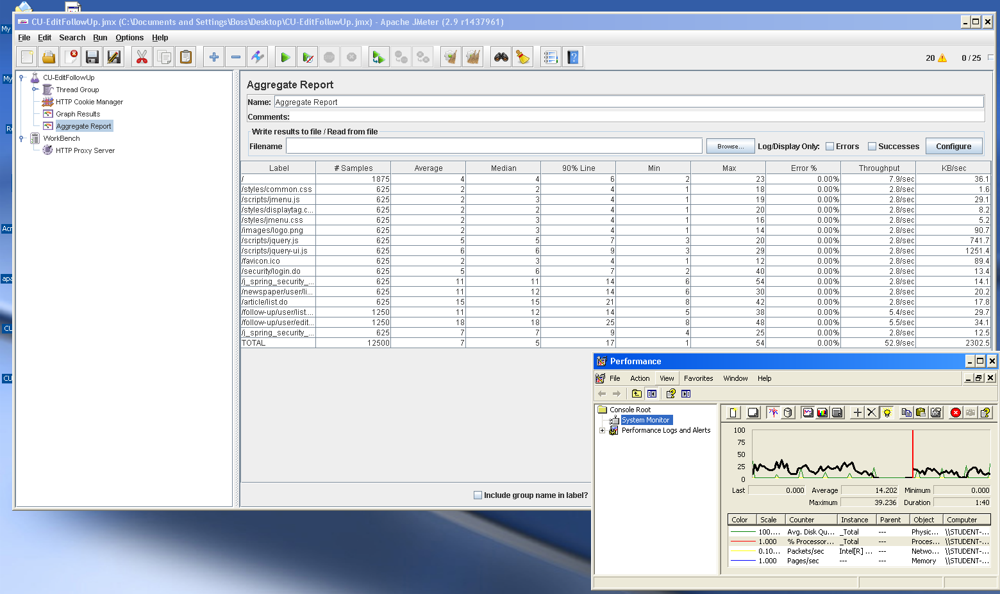 CU-EditFollowUp.jmx (C:\Documents and Settings\Boss\Desktop\CU-EditFollowUp.jmx) - Apache JMeter (2.9 r1437961)
File Edit Search Run Options Help
20 0 / 25
My
My
Acr
apa
CU
CU
CU-EditFollowUp
Thread Group
HTTP Cookie Manager
Graph Results
Aggregate Report
WorkBench
HTTP Proxy Server
Aggregate Report
Name: Aggregate Report
Comments:
Write results to file / Read from file
Filename Browse... Log/Display Only: Errors Successes Configure
Label # Samples Average Median 90% Line Min Max Error % Throughput KB/sec
/ 1875 4 4 6 2 23 0.00% 7.9/sec 36.1
/styles/common.css 625 2 2 4 1 18 0.00% 2.8/sec 1.6
/scripts/jmenu.js 625 2 3 4 1 19 0.00% 2.8/sec 29.1
/styles/displaytag.c... 625 2 2 4 1 20 0.00% 2.8/sec 8.2
/styles/jmenu.css 625 2 3 4 1 16 0.00% 2.8/sec 5.2
/images/logo.png 625 2 3 4 1 14 0.00% 2.8/sec 90.7
/scripts/jquery.js 625 5 5 7 3 20 0.00% 2.8/sec 741.7
/scripts/jquery-ui.js 625 6 6 9 3 29 0.00% 2.8/sec 1251.4
/favicon.ico 625 2 3 4 1 12 0.00% 2.8/sec 89.4
/security/login.do 625 5 6 7 2 40 0.00% 2.8/sec 13.4
/j_spring_security_... 625 11 11 14 6 54 0.00% 2.8/sec 14.1
/newspaper/user/li... 625 11 12 14 6 30 0.00% 2.8/sec 20.2
/article/list.do 625 15 15 21 8 42 0.00% 2.8/sec 17.8
/follow-up/user/list.... 1250 11 12 14 5 38 0.00% 5.4/sec 29.7
/follow-up/user/edit... 1250 18 18 25 8 48 0.00% 5.5/sec 34.1
/j_spring_security_... 625 7 7 9 4 25 0.00% 2.8/sec 12.5
TOTAL 12500 7 5 17 1 54 0.00% 52.9/sec 2302.5
Include group name in label?
Performance
File Action View Favorites Window Help
Console Root
System Monitor
Performance Logs and Alerts
100
75
50
25
0
Last 0.000 Average 14.202 Minimum 0.000
Maximum 39.236 Duration 1:40
Color Scale Counter Instance Parent Object Computer
100.... Avg. Disk Qu... _Total --- Physic... \\STUDENT-...
1.000 % Processor... _Total --- Proces... \\STUDENT-...
0.10... Packets/sec Intel[R] ... --- Netwo... \\STUDENT-...
1.000 Pages/sec --- --- Memory \\STUDENT-...